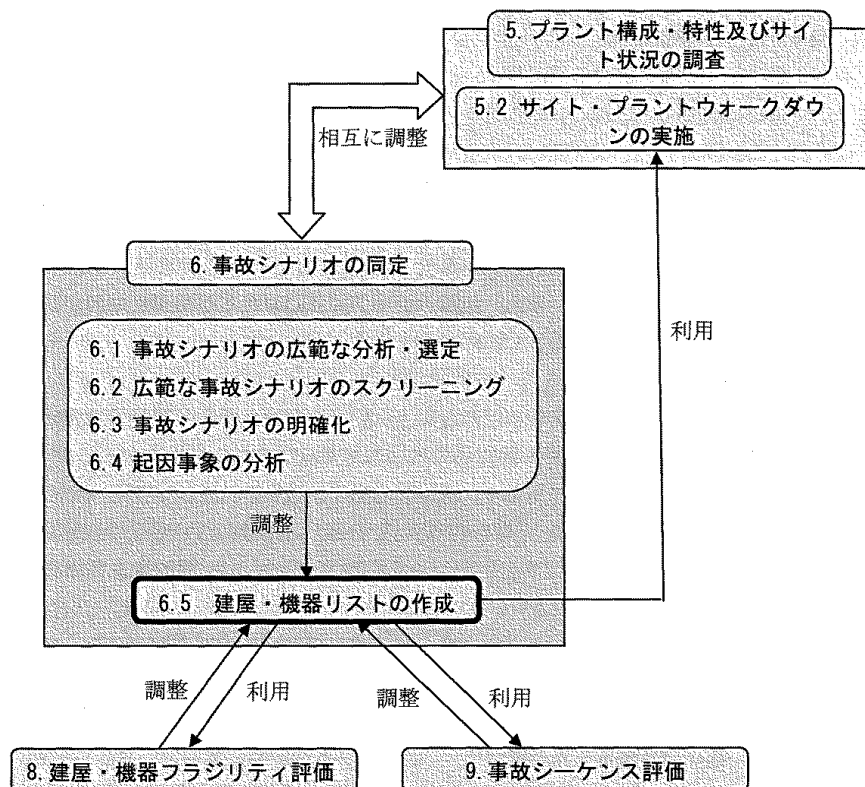 5. プラント構成・特性及びサイ
ト状況の調査
5.2 サイト・プラントウォークダウ
ンの実施
相互に調整
6. 事故シナリオの同定
利用
6.1 事故シナリオの広範な分析・選定
6.2 広範な事故シナリオのスクリーニング
6.3 事故シナリオの明確化
6.4 起因事象の分析
調整
6.5 建屋・機器リストの作成
調整
利用
調整
利用
8. 建屋・機器フラジリティ評価
9. 事故シーケンス評価